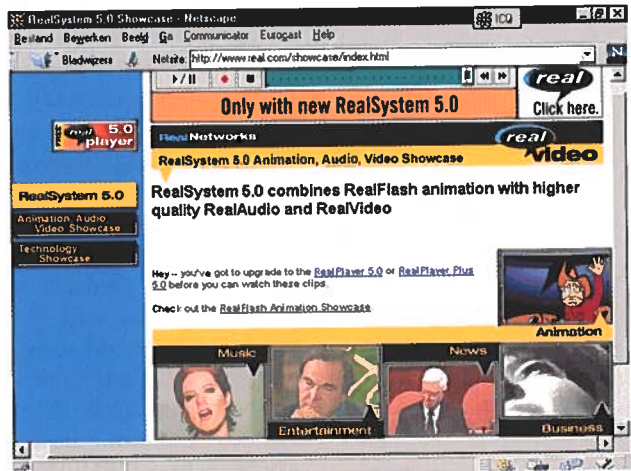 RealSystem 5.0 Showcase - Netscape
ICQ
Bestand Bewerken Beeld Ga Communicator Eurogast Help
Bladwijzers Netsite: http://www.real.com/showcase/index.html
real
Only with new RealSystem 5.0
Click here.
FREE real 5.0 player
RealNetworks
real video
RealSystem 5.0 Animation, Audio, Video Showcase
RealSystem 5.0
RealSystem 5.0 combines RealFlash animation with higher
quality RealAudio and RealVideo
Animation, Audio,
Video Showcase
Technology
Showcase
Hey -- you've got to upgrade to the RealPlayer 5.0 or RealPlayer Plus
5.0 before you can watch these clips.
Check out the RealFlash Animation Showcase
Animation
Music
News
Entertainment
Business